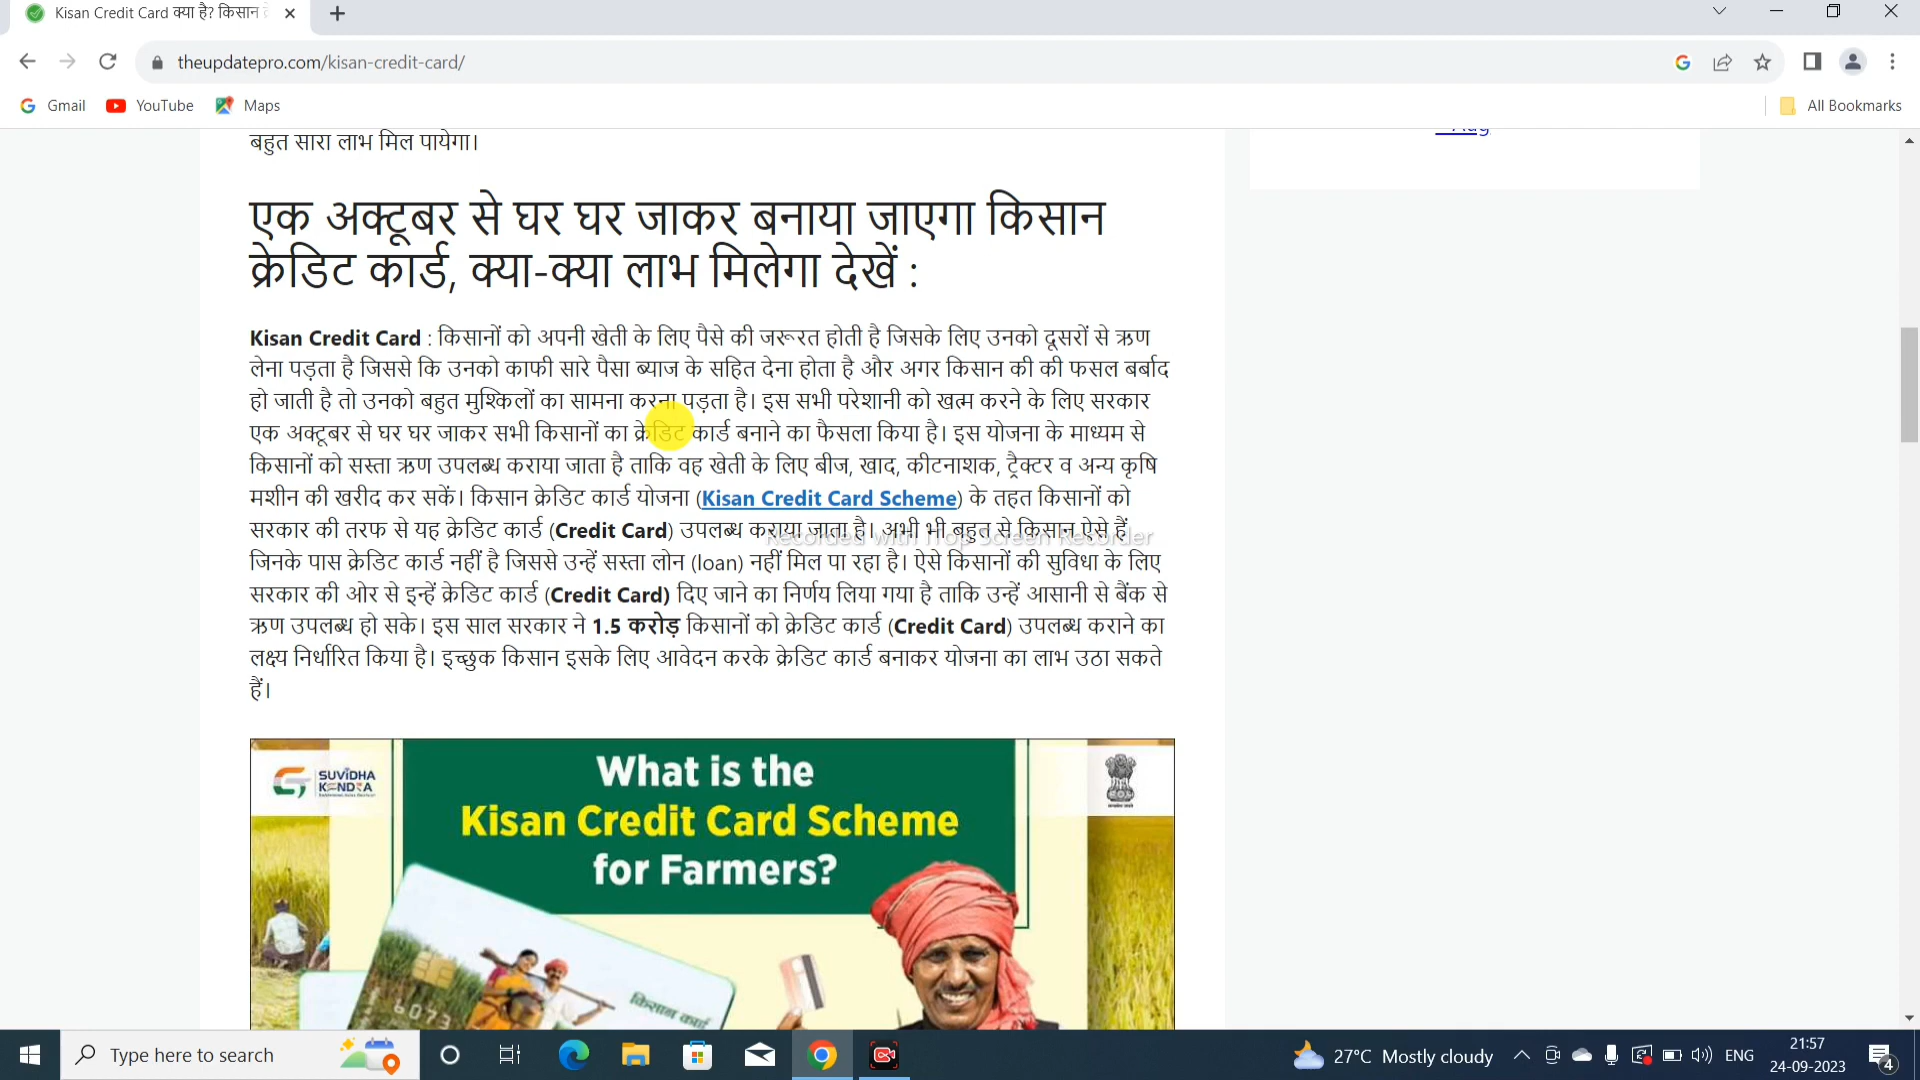 Kisan Credit Card क्या है? किसान
theupdatepro.com/kisan-credit-card/
Gmail
YouTube
Maps
All Bookmarks
बहुत सारा लाभ मिल पायेगा।
एक अक्टूबर से घर घर जाकर बनाया जाएगा किसान
क्रेडिट कार्ड, क्या-क्या लाभ मिलेगा देखें :
Kisan Credit Card : किसानों को अपनी खेती के लिए पैसे की जरूरत होती है जिसके लिए उनको दूसरों से ऋण
लेना पड़ता है जिससे कि उनको काफी सारे पैसा ब्याज के सहित देना होता है और अगर किसान की की फसल बर्बाद
हो जाती है तो उनको बहुत मुश्किलों का सामना करना पड़ता है। इस सभी परेशानी को खत्म करने के लिए सरकार
एक अक्टूबर से घर घर जाकर सभी किसानों का क्रेडिट कार्ड बनाने का फैसला किया है। इस योजना के माध्यम से
किसानों को सस्ता ऋण उपलब्ध कराया जाता है ताकि वह खेती के लिए बीज, खाद, कीटनाशक, ट्रैक्टर व अन्य कृषि
मशीन की खरीद कर सकें। किसान क्रेडिट कार्ड योजना (Kisan Credit Card Scheme) के तहत किसानों को
सरकार की तरफ से यह क्रेडिट कार्ड (Credit Card) उपलब्ध कराया जाता है। अभी भी बहुत से किसान ऐसे हैं
Recorded with iTop Screen Recorder
जिनके पास क्रेडिट कार्ड नहीं है जिससे उन्हें सस्ता लोन (loan) नहीं मिल पा रहा है। ऐसे किसानों की सुविधा के लिए
सरकार की ओर से इन्हें क्रेडिट कार्ड (Credit Card) दिए जाने का निर्णय लिया गया है ताकि उन्हें आसानी से बैंक से
ऋण उपलब्ध हो सके। इस साल सरकार ने 1.5 करोड़ किसानों को क्रेडिट कार्ड (Credit Card) उपलब्ध कराने का
लक्ष्य निर्धारित किया है। इच्छुक किसान इसके लिए आवेदन करके क्रेडिट कार्ड बनाकर योजना का लाभ उठा सकते
हैं।
SUVIDHA
KENDRA
What is the
Kisan Credit Card Scheme
for Farmers?
किसान कार्ड
6073
Type here to search
27°C Mostly cloudy
ENG
21:57
24-09-2023
4